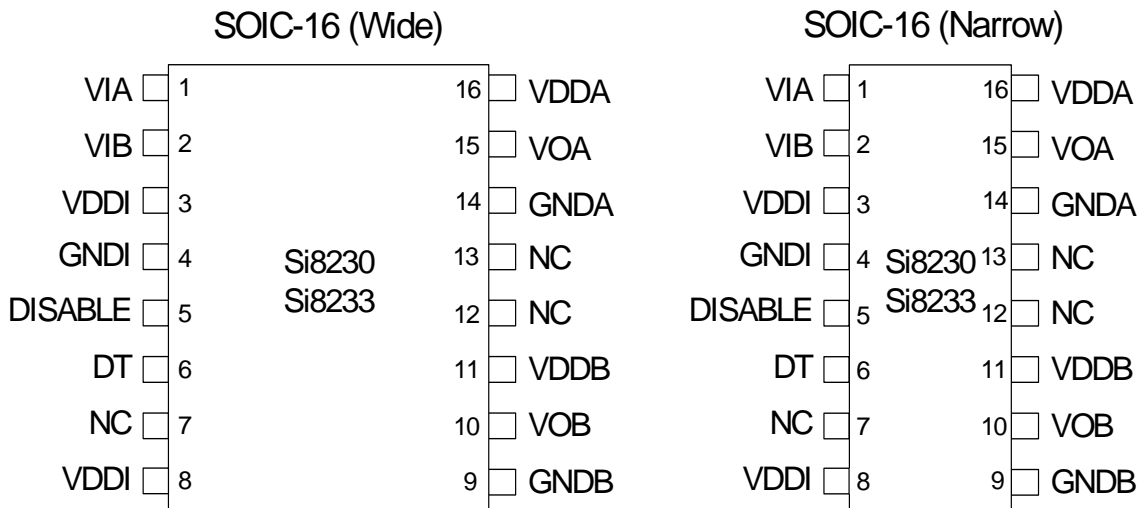 SOIC-16 (Wide)
VIA 1 16 VDDA
VIB 2 15 VOA
VDDI 3 14 GNDA
GNDI 4 13 NC
Si8230
Si8233
DISABLE 5 12 NC
DT 6 11 VDDB
NC 7 10 VOB
VDDI 8 9 GNDB
SOIC-16 (Narrow)
VIA 1 16 VDDA
VIB 2 15 VOA
VDDI 3 14 GNDA
GNDI 4 Si8230 13 NC
DISABLE 5 Si8233 12 NC
DT 6 11 VDDB
NC 7 10 VOB
VDDI 8 9 GNDB